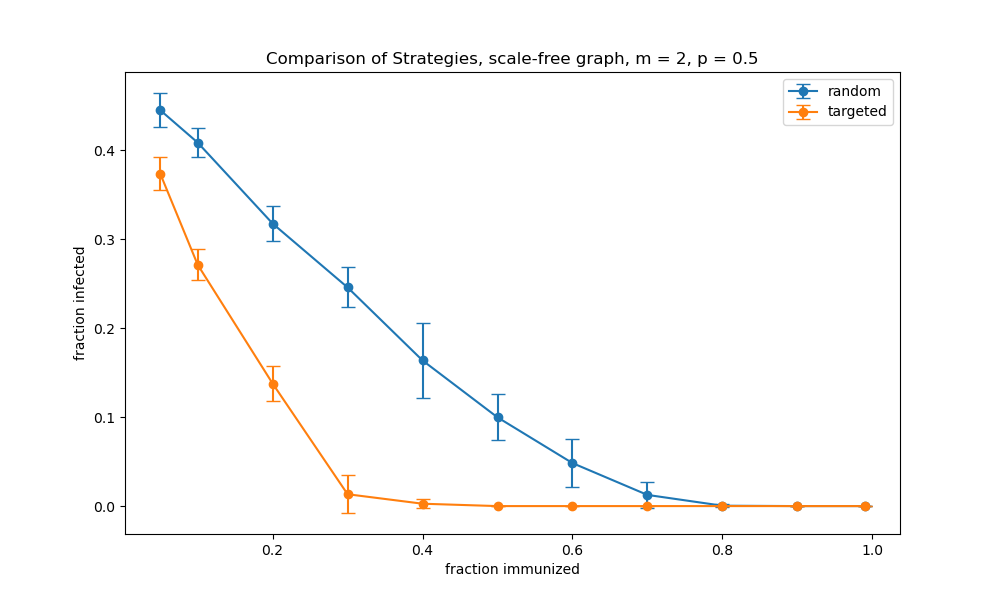 Comparison of Strategies, scale-free graph, m = 2, p = 0.5
random
targeted
fraction infected
0.4
0.3
0.2
0.1
0.0
0.2 0.4 0.6 0.8 1.0
fraction immunized